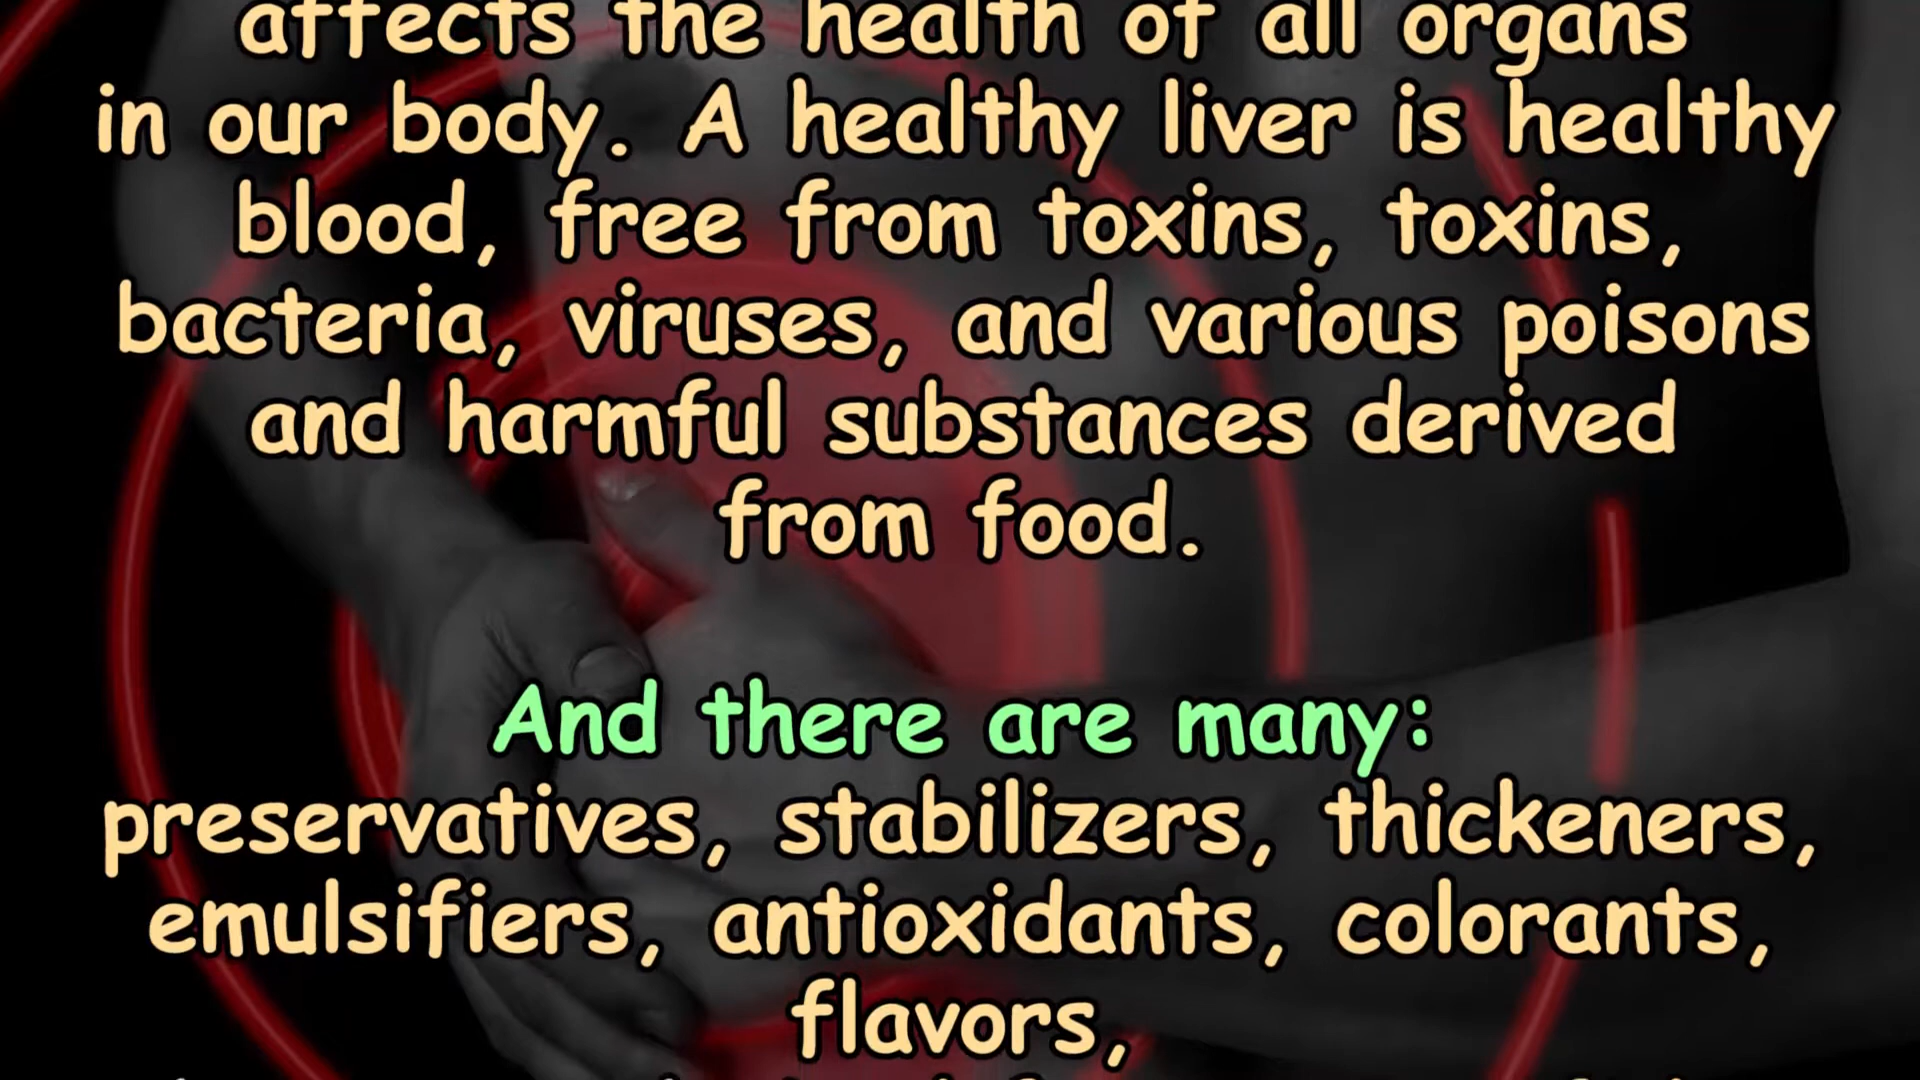 affects the health of all organs
in our body. A healthy liver is healthy
blood, free from toxins, toxins,
bacteria, viruses, and various poisons
and harmful substances derived
from food.
And there are many:
preservatives, stabilizers, thickeners,
emulsifiers, antioxidants, colorants,
flavors,